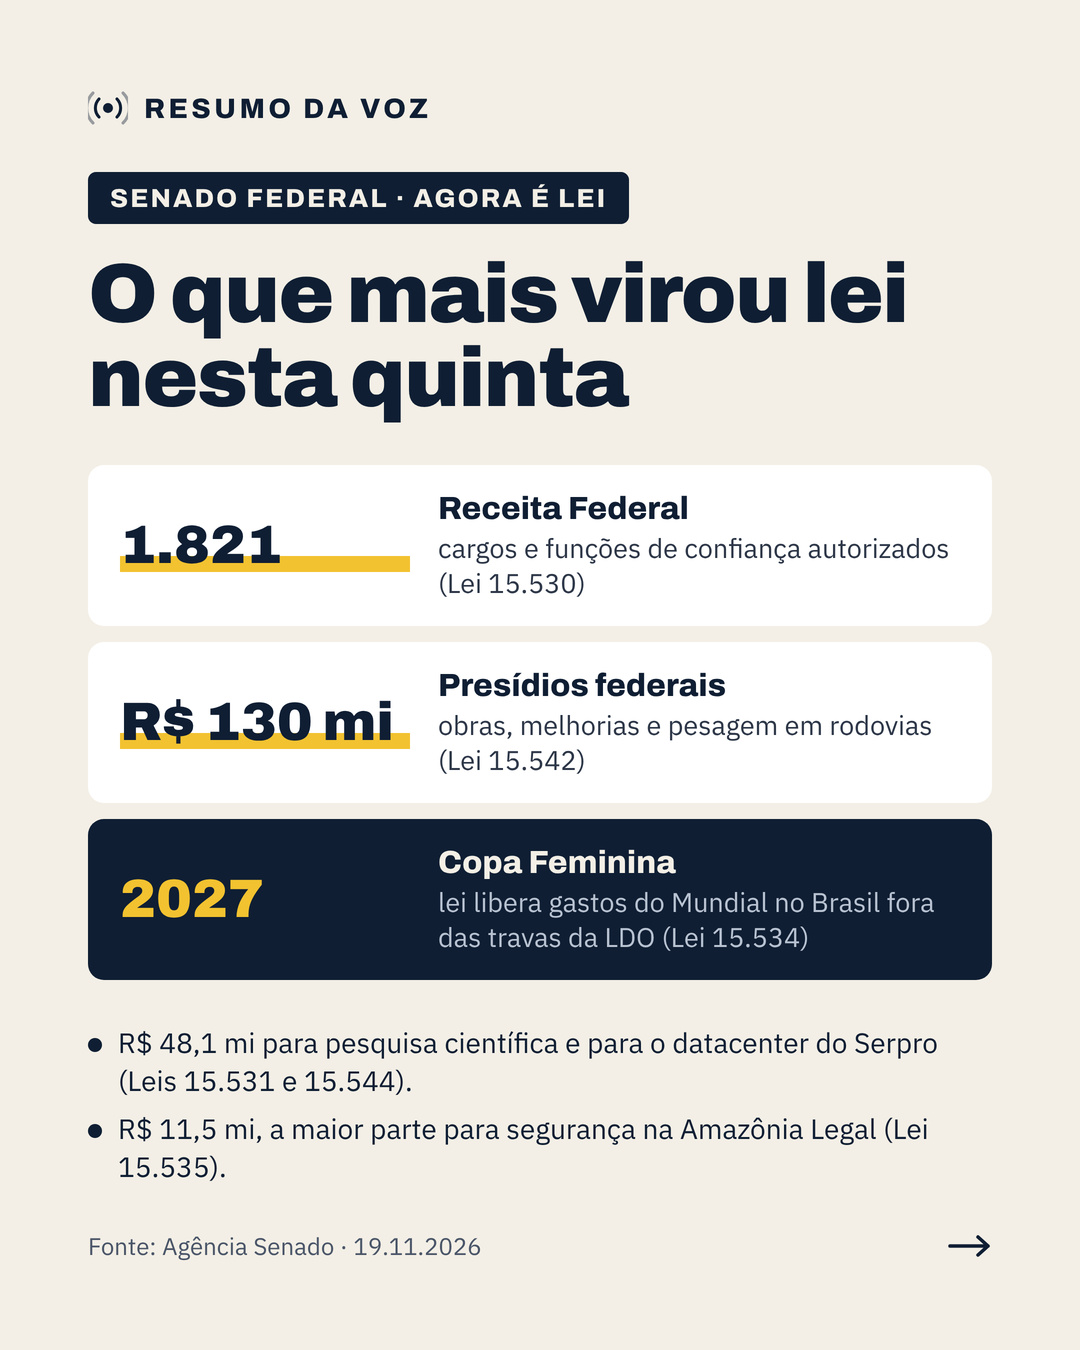 RESUMO DA VOZ
SENADO FEDERAL · AGORA É LEI
O que mais virou lei
nesta quinta
1.821
Receita Federal
cargos e funções de confiança autorizados
(Lei 15.530)
R$ 130 mi
Presídios federais
obras, melhorias e pesagem em rodovias
(Lei 15.542)
2027
Copa Feminina
lei libera gastos do Mundial no Brasil fora
das travas da LDO (Lei 15.534)
● R$ 48,1 mi para pesquisa científica e para o datacenter do Serpro
(Leis 15.531 e 15.544).
● R$ 11,5 mi, a maior parte para segurança na Amazônia Legal (Lei
15.535).
Fonte: Agência Senado · 19.11.2026
→